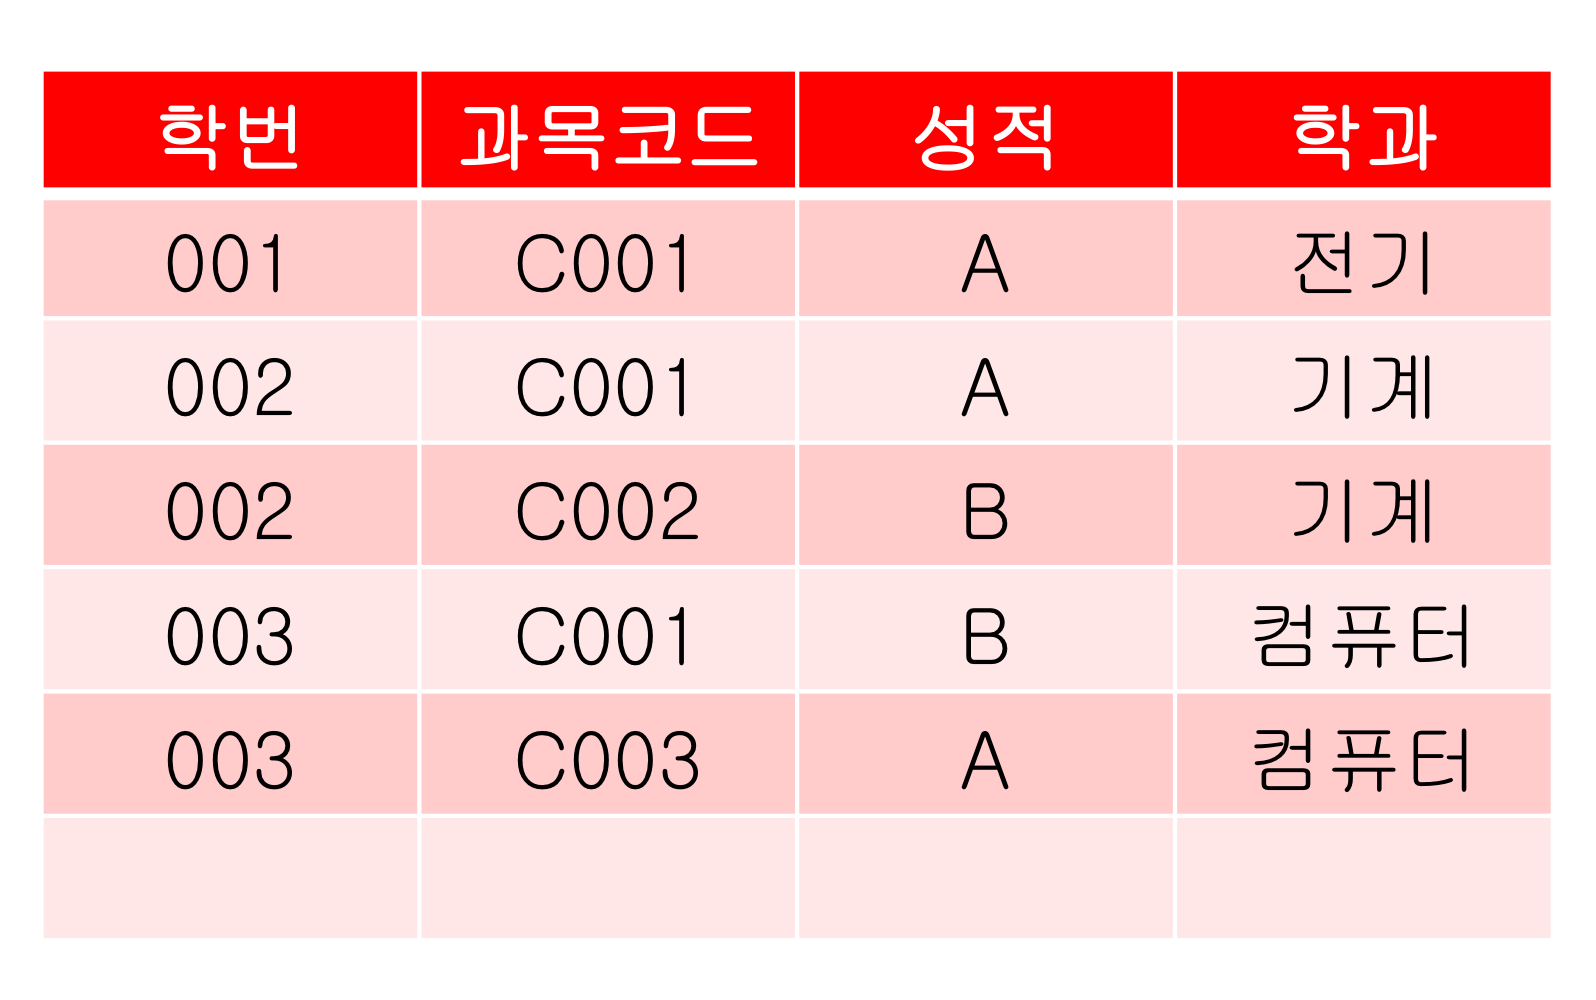 학번 과목코드 성적 학과
001 C001 A 전기
002 C001 A 기계
002 C002 B 기계
003 C001 B 컴퓨터
003 C003 A 컴퓨터